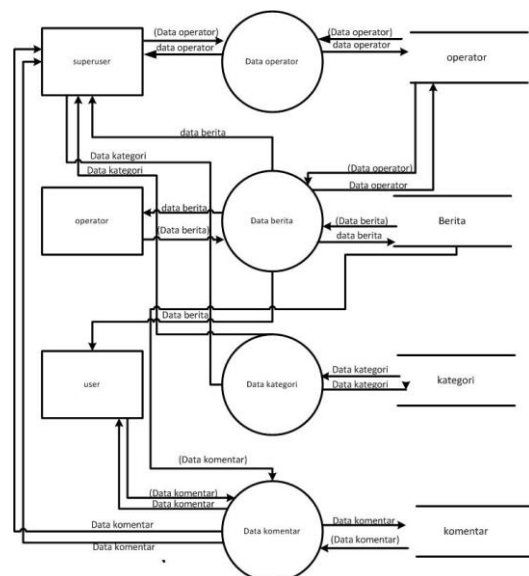 (Data operator)
data operator
superuser
Data operator
(Data operator)
data operator
operator
data berita
Data kategori
Data kategori
(Data operator)
Data operator
operator
data berita
(Data berita)
Data berita
(Data berita)
data berita
Berita
Data berita
user
Data kategori
Data kategori
Data kategori
kategori
(Data komentar)
(Data komentar)
Data komentar
Data komentar
Data komentar
Data komentar
Data komentar
(Data komentar)
komentar